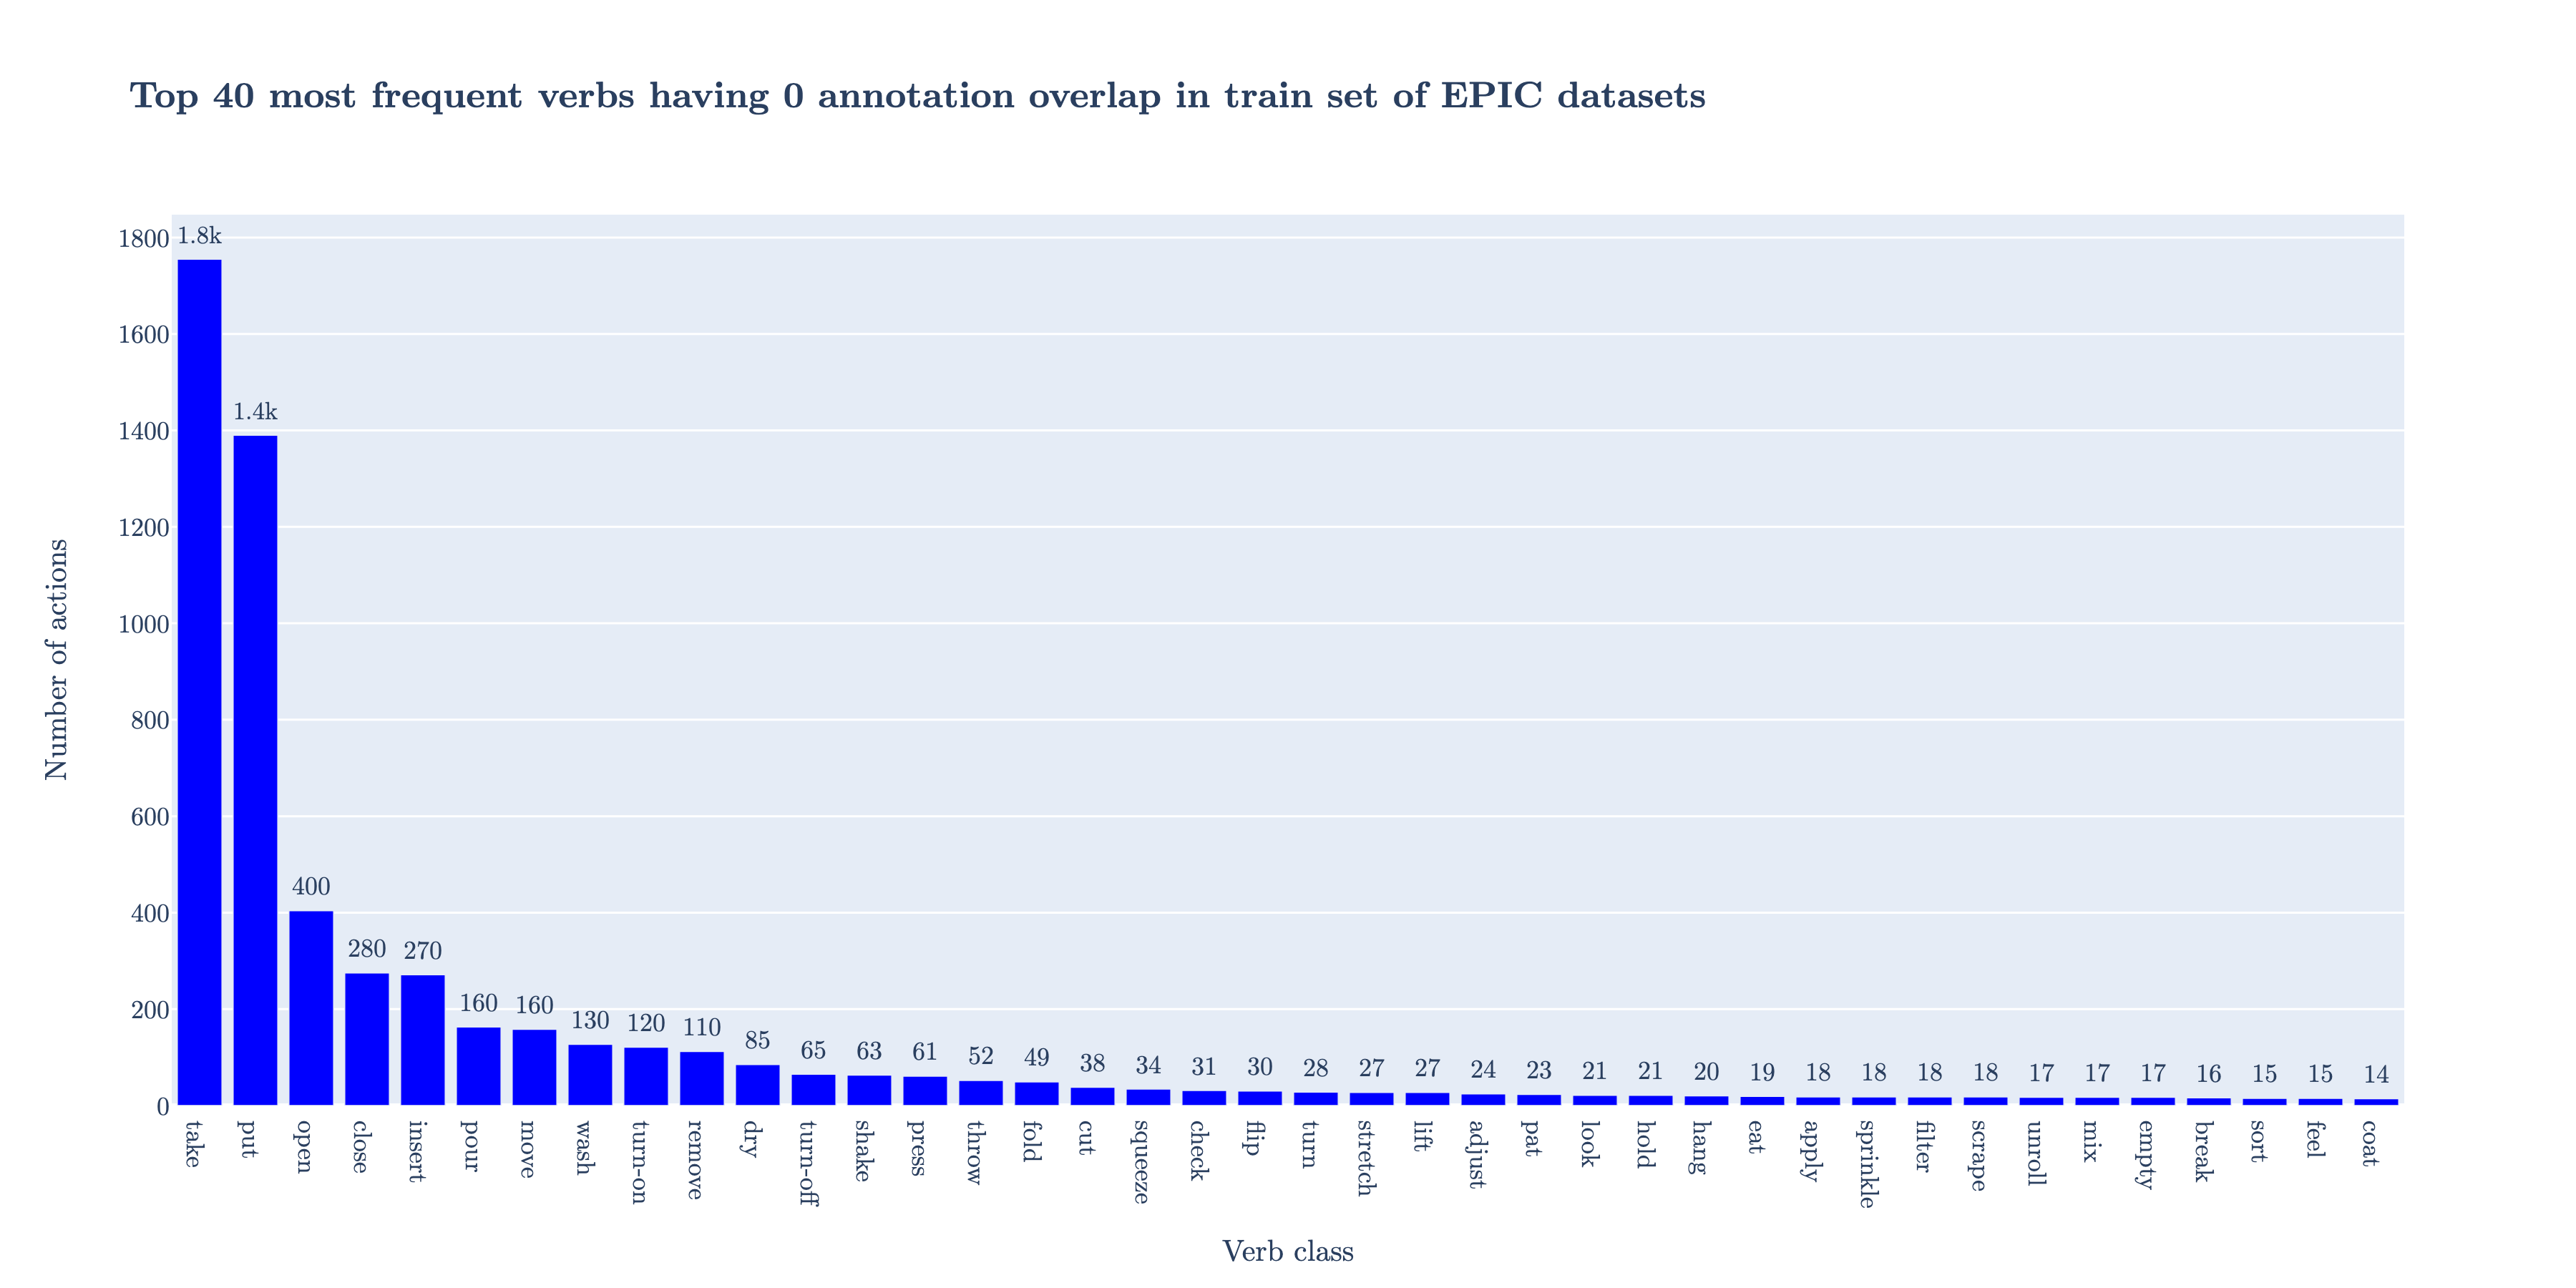 Top 40 most frequent verbs having 0 annotation overlap in train set of EPIC datasets
Number of actions
1800
1600
1400
1200
1000
800
600
400
200
0
1.8k
1.4k
400
280
270
160
160
130
120
110
85
65
63
61
52
49
38
34
31
30
28
27
27
24
23
21
21
20
19
18
18
18
18
17
17
17
16
15
15
14
take
put
open
close
insert
pour
move
wash
turn-on
remove
dry
turn-off
shake
press
throw
fold
cut
squeeze
check
flip
turn
stretch
lift
adjust
pat
look
hold
hang
eat
apply
sprinkle
filter
scrape
unroll
mix
empty
break
sort
feel
coat
Verb class